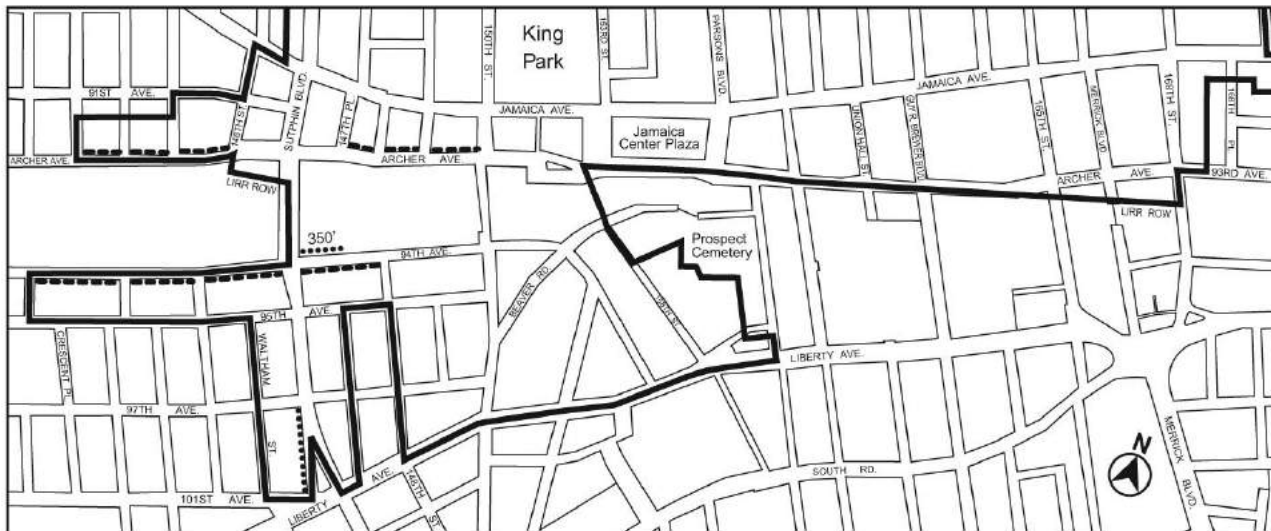 King
Park
150TH ST.
153RD ST.
PARSONS BLVD.
SUTPHIN BLVD.
91ST AVE.
147TH PL
JAMAICA AVE.
JAMAICA AVE.
168TH ST.
168TH
PL
MERRICK BLVD.
165TH ST.
GUY R. BREWER BLVD.
UNION HALL ST.
Jamaica
Center Plaza
ARCHER AVE.
ARCHER AVE.
ARCHER AVE.
93RD AVE.
LIRR ROW
LIRR ROW
350'
94TH AVE.
Prospect
Cemetery
BEAVER RD.
95TH AVE.
WALTHAM
ST.
CRESCENT PL
LIBERTY AVE.
97TH AVE.
N
MERRICK
BLVD.
SOUTH RD.
101ST AVE.
LIBERTY AVE.
148TH
ST